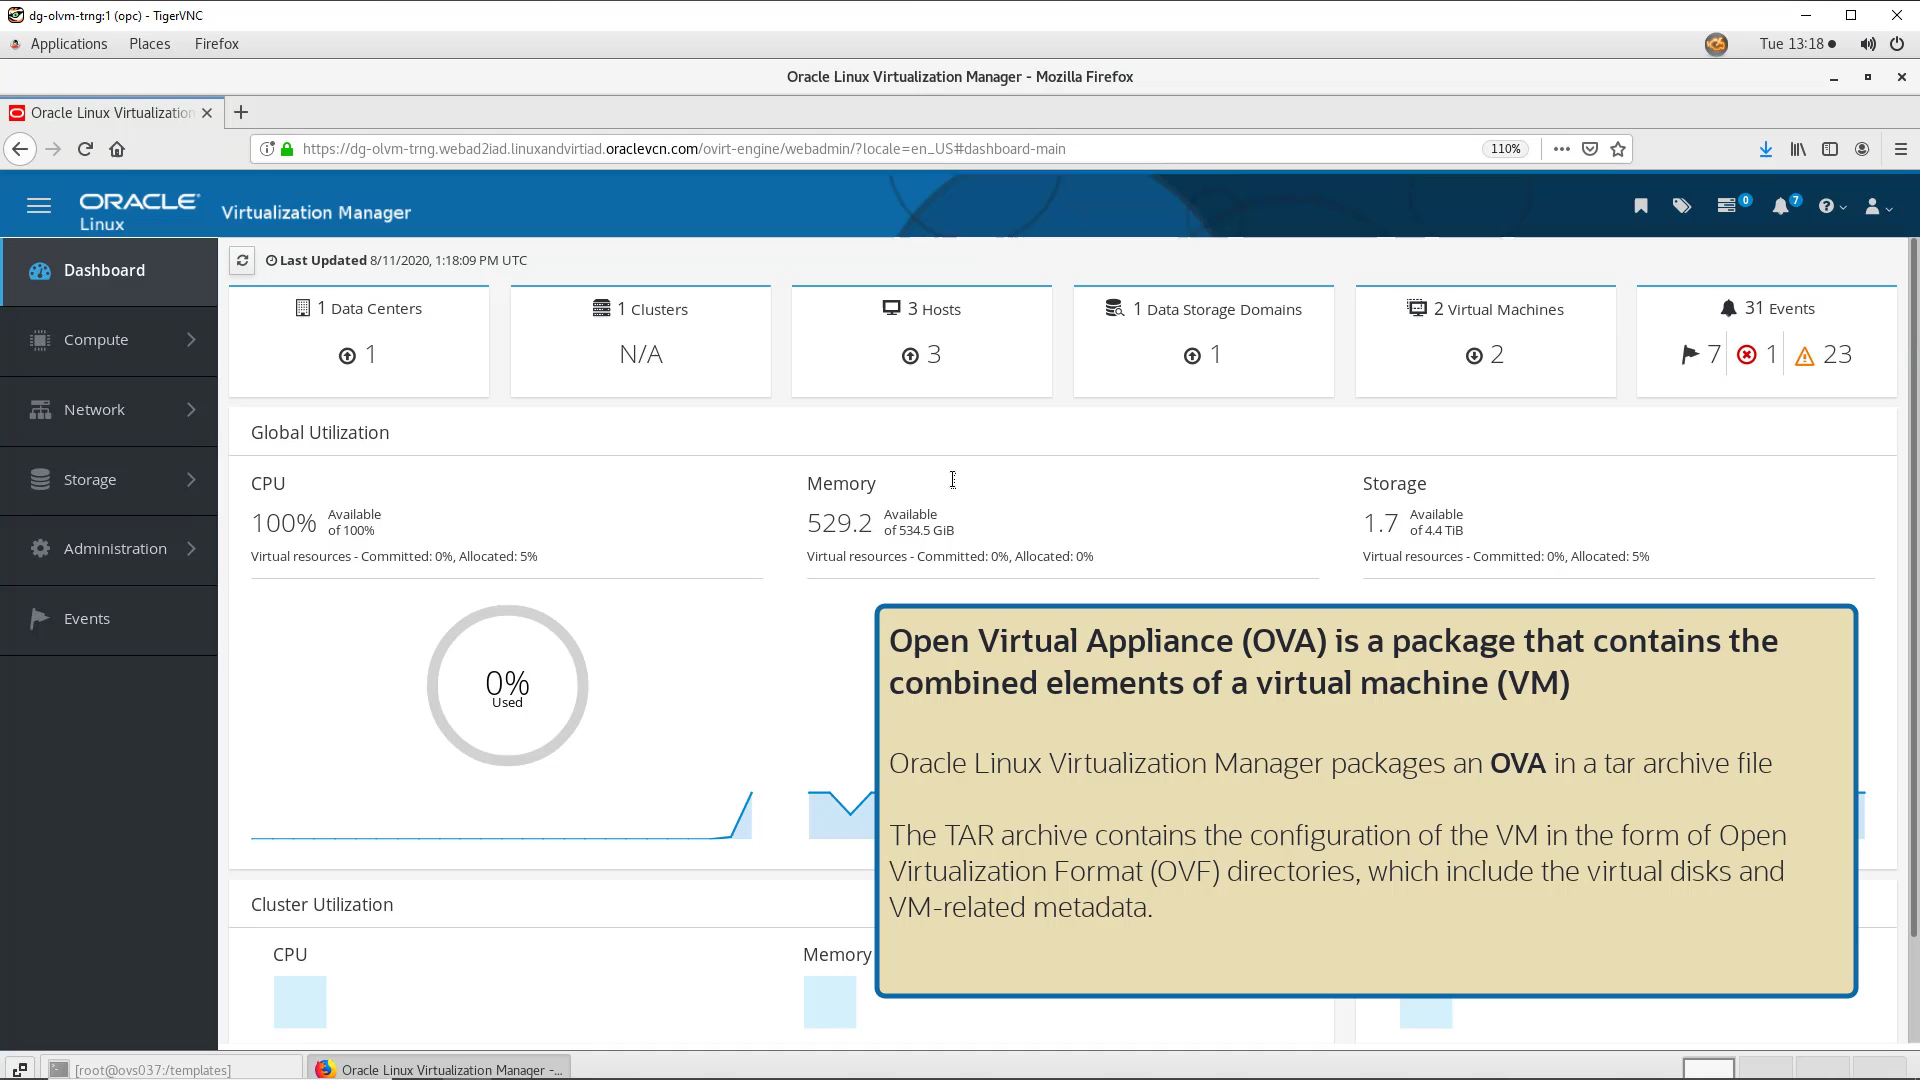 dg-olvm-trng:1 (opc) - TigerVNC
Applications Places Firefox
Tue 13:18
Oracle Linux Virtualization Manager - Mozilla Firefox
Oracle Linux Virtualization
https://dg-olvm-trng.webad2iad.linuxandvirtiad.oraclevcn.com/ovirt-engine/webadmin/?locale=en_US#dashboard-main
110%
ORACLE
Linux
Virtualization Manager
0
7
Dashboard
Compute
Network
Storage
Administration
Events
Last Updated 8/11/2020, 1:18:09 PM UTC
1 Data Centers
1
1 Clusters
N/A
3 Hosts
3
1 Data Storage Domains
1
2 Virtual Machines
2
31 Events
7 1 23
Global Utilization
CPU
100% Available
of 100%
Virtual resources - Committed: 0%, Allocated: 5%
0%
Used
Memory
529.2 Available
of 534.5 GiB
Virtual resources - Committed: 0%, Allocated: 0%
Storage
1.7 Available
of 4.4 TiB
Virtual resources - Committed: 0%, Allocated: 5%
Open Virtual Appliance (OVA) is a package that contains the
combined elements of a virtual machine (VM)
Oracle Linux Virtualization Manager packages an OVA in a tar archive file
The TAR archive contains the configuration of the VM in the form of Open
Virtualization Format (OVF) directories, which include the virtual disks and
VM-related metadata.
Cluster Utilization
CPU
Memory
[root@ovs037:/templates]
Oracle Linux Virtualization Manager -...